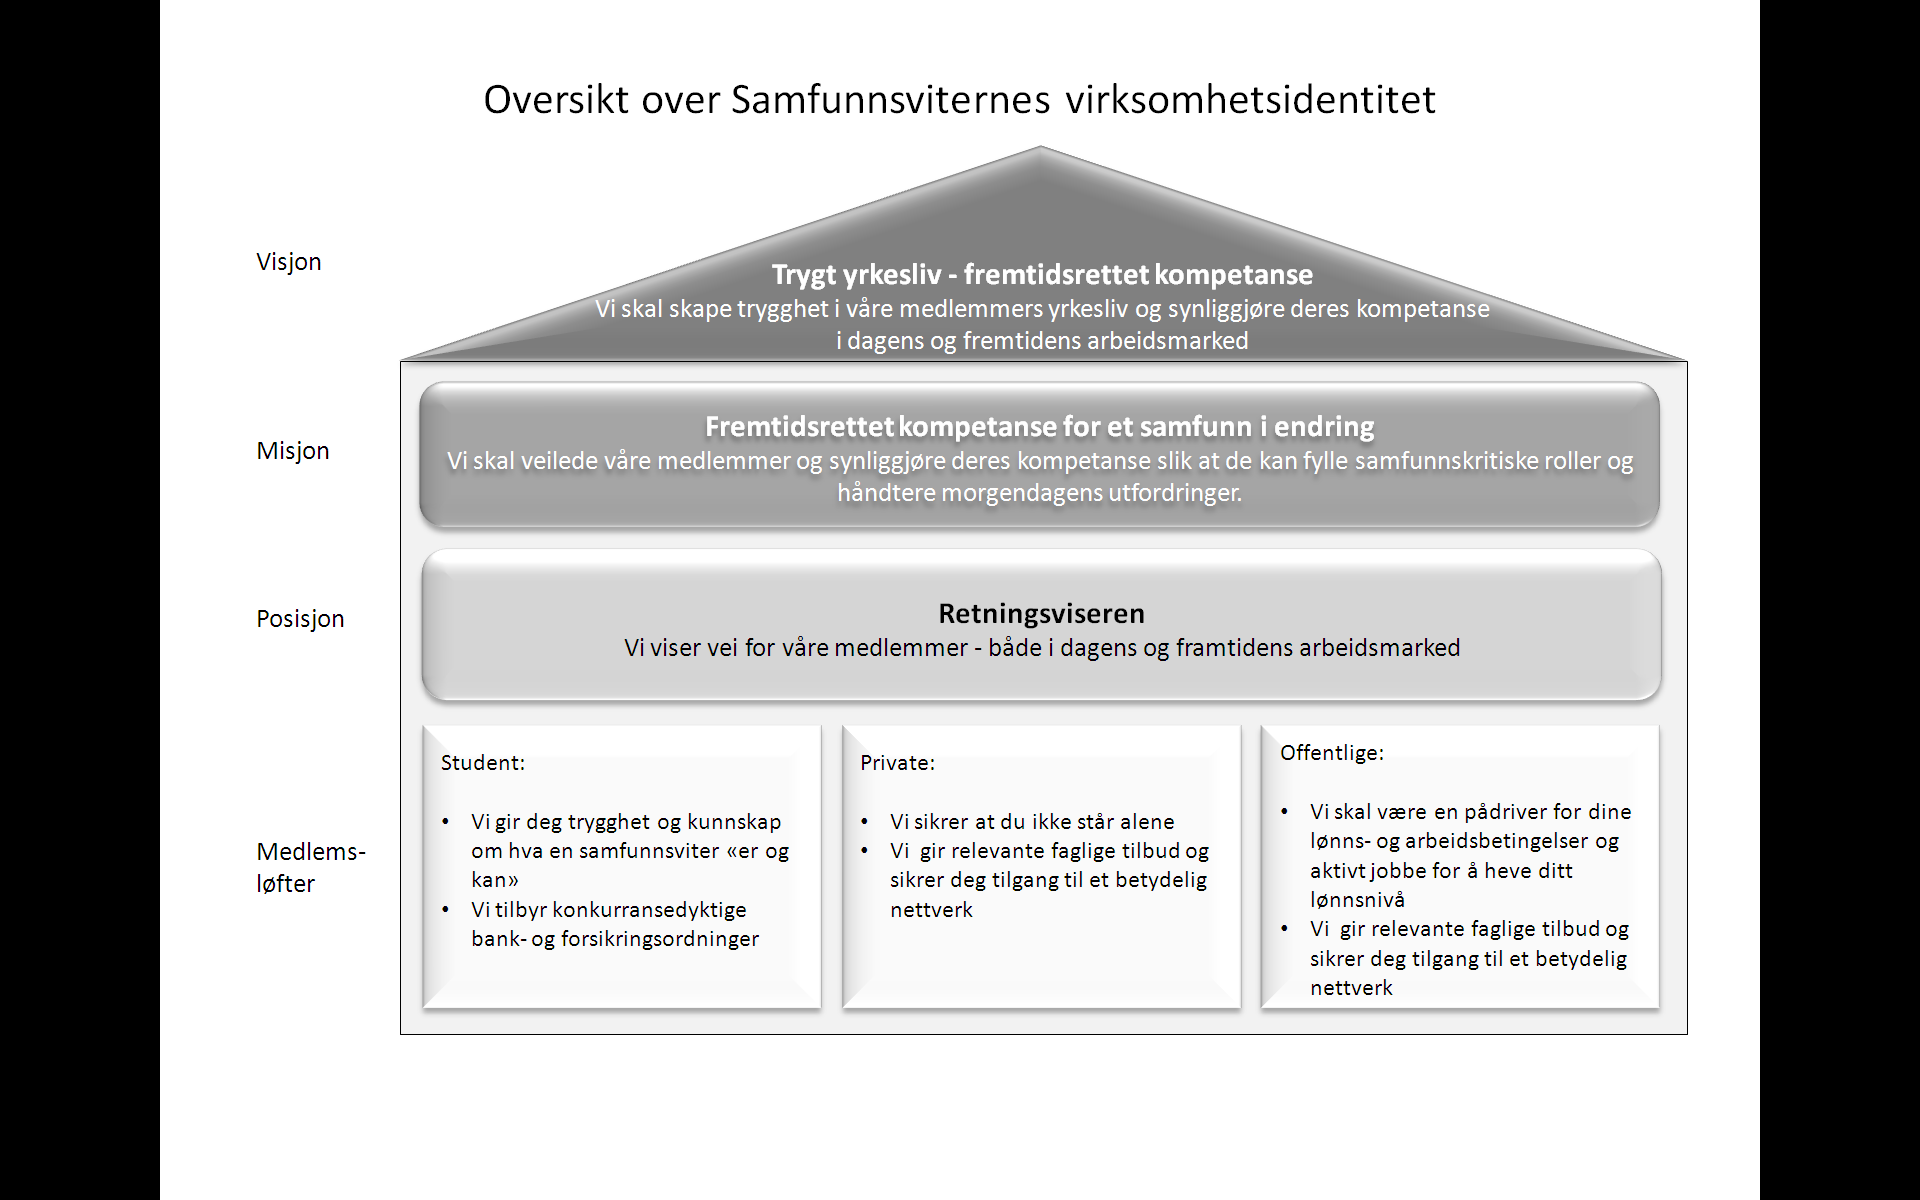 Oversikt over Samfunnsviternes virksomhetsidentitet
Visjon
Trygt yrkesliv - fremtidsrettet kompetanse
Vi skal skape trygghet i våre medlemmers yrkesliv og synliggjøre deres kompetanse
i dagens og fremtidens arbeidsmarked
Misjon
Fremtidsrettet kompetanse for et samfunn i endring
Vi skal veilede våre medlemmer og synliggjøre deres kompetanse slik at de kan fylle samfunnskritiske roller og
håndtere morgendagens utfordringer.
Posisjon
Retningsviseren
Vi viser vei for våre medlemmer - både i dagens og framtidens arbeidsmarked
Medlems-
løfter
Student:
• Vi gir deg trygghet og kunnskap
om hva en samfunnsviter «er og
kan»
• Vi tilbyr konkurransedyktige
bank- og forsikringsordninger
Private:
• Vi sikrer at du ikke står alene
• Vi gir relevante faglige tilbud og
sikrer deg tilgang til et betydelig
nettverk
Offentlige:
• Vi skal være en pådriver for dine
lønns- og arbeidsbetingelser og
aktivt jobbe for å heve ditt
lønnsnivå
• Vi gir relevante faglige tilbud og
sikrer deg tilgang til et betydelig
nettverk